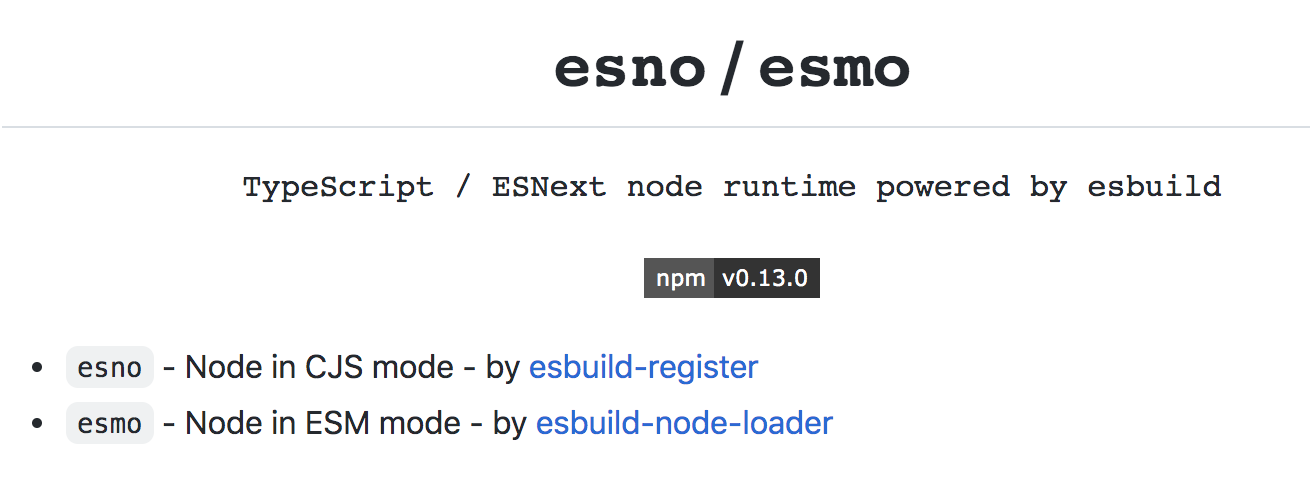 esno / esmo
TypeScript / ESNext node runtime powered by esbuild
npm v0.13.0
esno - Node in CJS mode - by esbuild-register
esmo - Node in ESM mode - by esbuild-node-loader